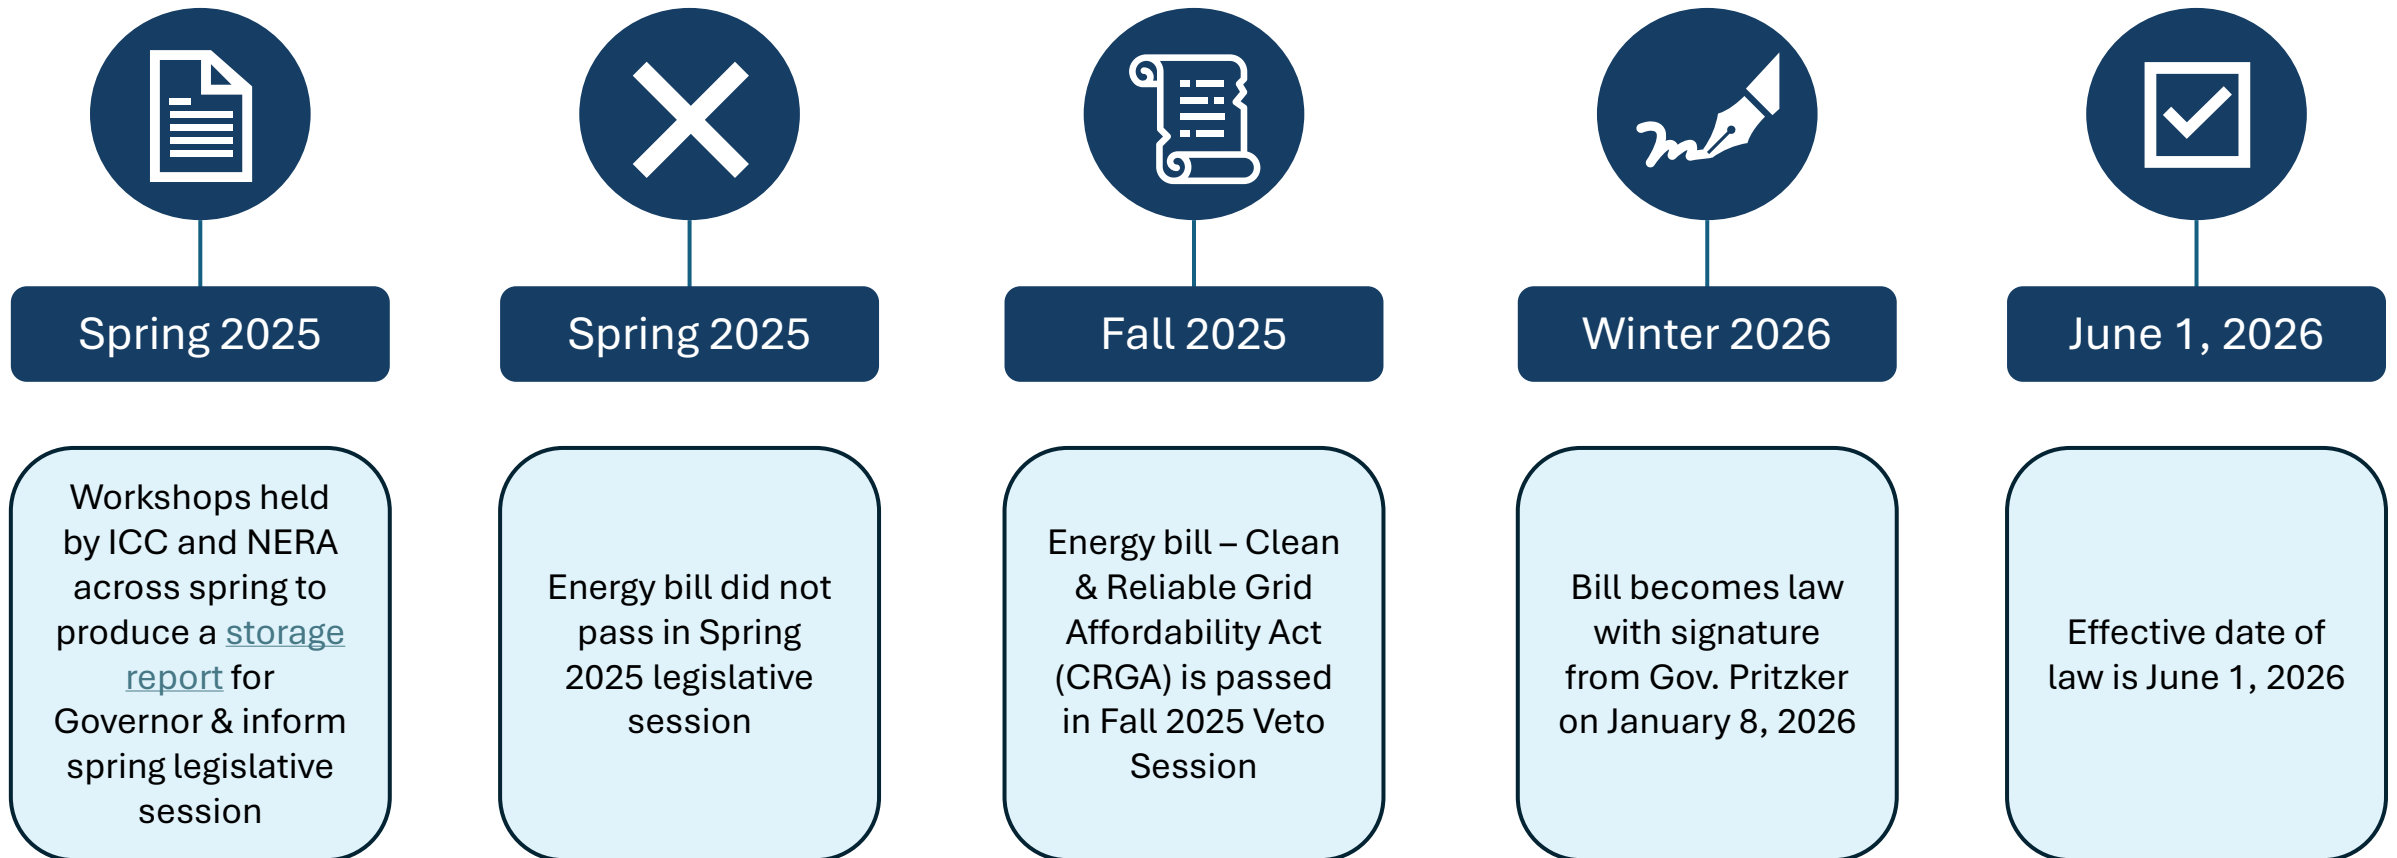 Spring 2025
Spring 2025
Fall 2025
Winter 2026
June 1, 2026
Workshops held
by ICC and NERA
across spring to
produce a storage
report for
Governor & inform
spring legislative
session
Energy bill did not
pass in Spring
2025 legislative
session
Energy bill – Clean
& Reliable Grid
Affordability Act
(CRGA) is passed
in Fall 2025 Veto
Session
Bill becomes law
with signature
from Gov. Pritzker
on January 8, 2026
Effective date of
law is June 1, 2026